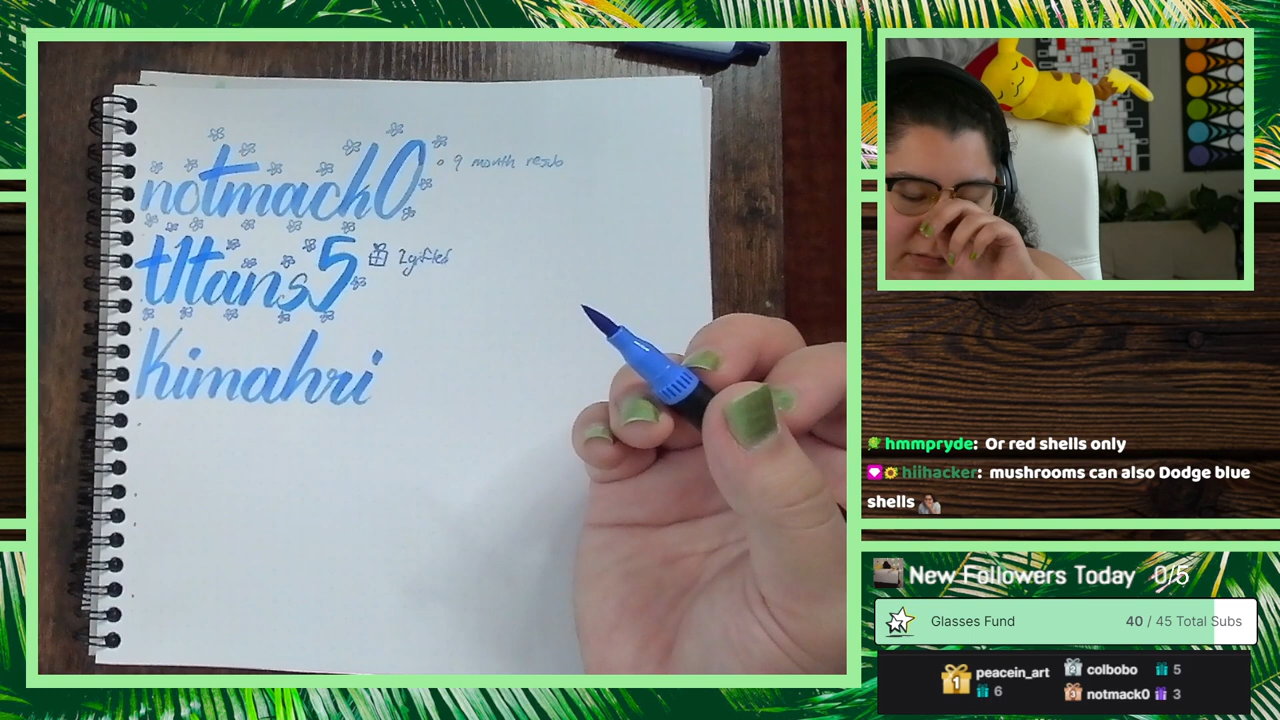 notmack0 9 month resub
t1tans5 2 gifted
Kimahri
hmmpryde: Or red shells only
hiihacker: mushrooms can also Dodge blue
shells
New Followers Today 0/5
Glasses Fund 40 / 45 Total Subs
1 peacein_art 6
2 colbobo 5
3 notmack0 3